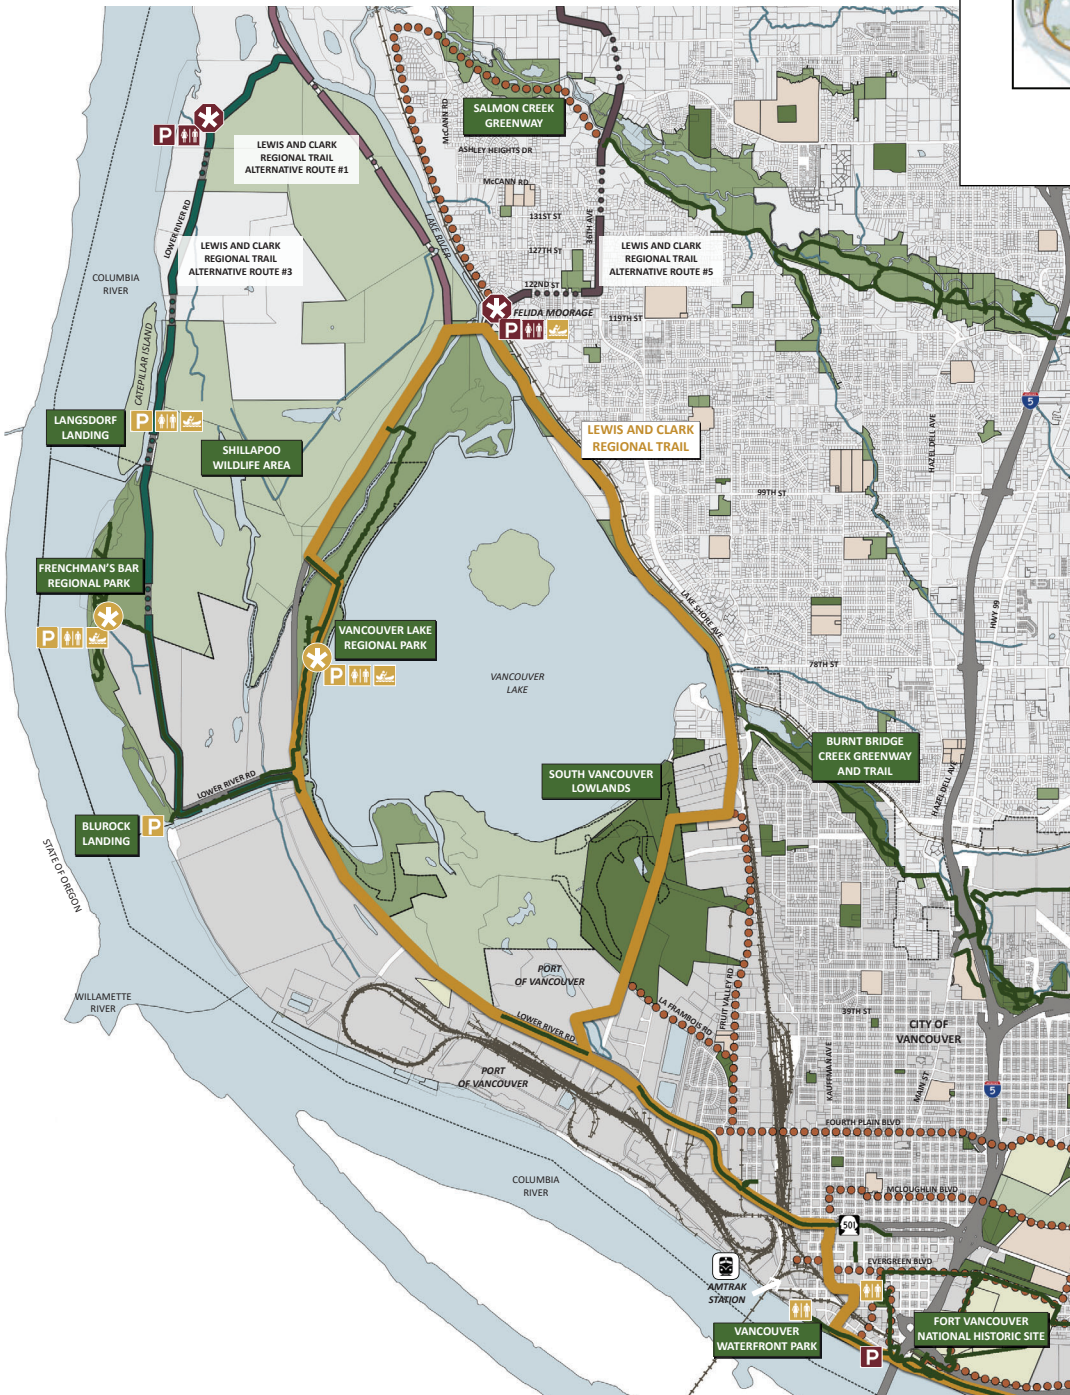 SALMON CREEK
GREENWAY
McCANN RD
ASHLEY HEIGHTS DR
McCANN RD
P
LEWIS AND CLARK
REGIONAL TRAIL
ALTERNATIVE ROUTE #1
LOWER RIVER RD
LAKE RIVER
131ST ST
36TH AVE
127TH ST
LEWIS AND CLARK
REGIONAL TRAIL
ALTERNATIVE ROUTE #3
LEWIS AND CLARK
REGIONAL TRAIL
ALTERNATIVE ROUTE #5
COLUMBIA
RIVER
122ND ST
FELIDA MOORAGE
P
119TH ST
CATEPILLAR ISLAND
5
LANGSDORF
LANDING
P
LEWIS AND CLARK
REGIONAL TRAIL
HAZEL DELL AVE
SHILLAPOO
WILDLIFE AREA
99TH ST
FRENCHMAN'S BAR
REGIONAL PARK
P
LAKE SHORE AVE
HWY 99
VANCOUVER LAKE
REGIONAL PARK
P
78TH ST
VANCOUVER
LAKE
BURNT BRIDGE
CREEK GREENWAY
AND TRAIL
SOUTH VANCOUVER
LOWLANDS
LOWER RIVER RD
HAZEL DELL AVE
BLUROCK
LANDING
P
STATE OF OREGON
PORT
OF VANCOUVER
WILLAMETTE
RIVER
LA FRAMBOIS RD
FRUIT VALLEY RD
39TH ST
LOWER RIVER RD
CITY OF
VANCOUVER
KAUFFMAN AVE
MAIN ST
PORT
OF VANCOUVER
5
FOURTH PLAIN BLVD
COLUMBIA
RIVER
MCLOUGHLIN BLVD
501
EVERGREEN BLVD
AMTRAK
STATION
VANCOUVER
WATERFRONT PARK
FORT VANCOUVER
NATIONAL HISTORIC SITE
P